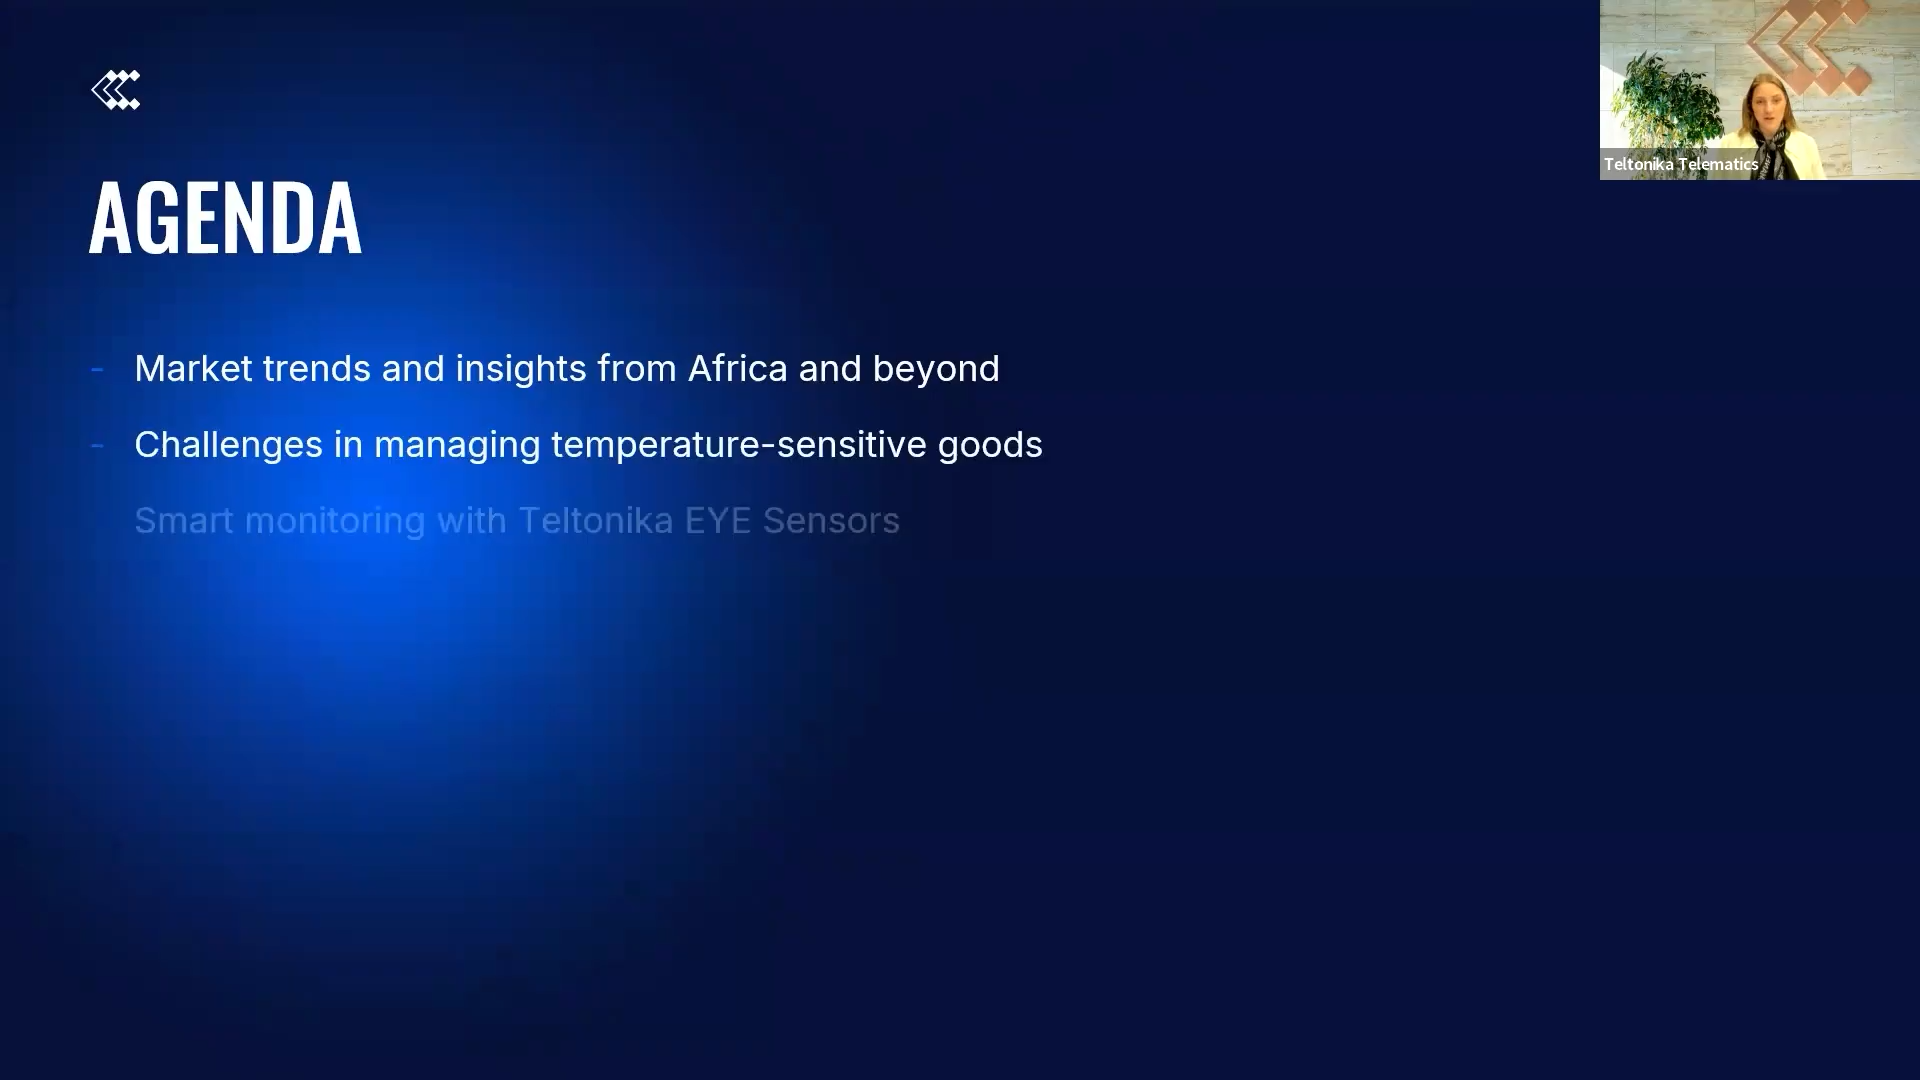 Teltonika Telematics
AGENDA
- Market trends and insights from Africa and beyond
- Challenges in managing temperature-sensitive goods
Smart monitoring with Teltonika EYE Sensors